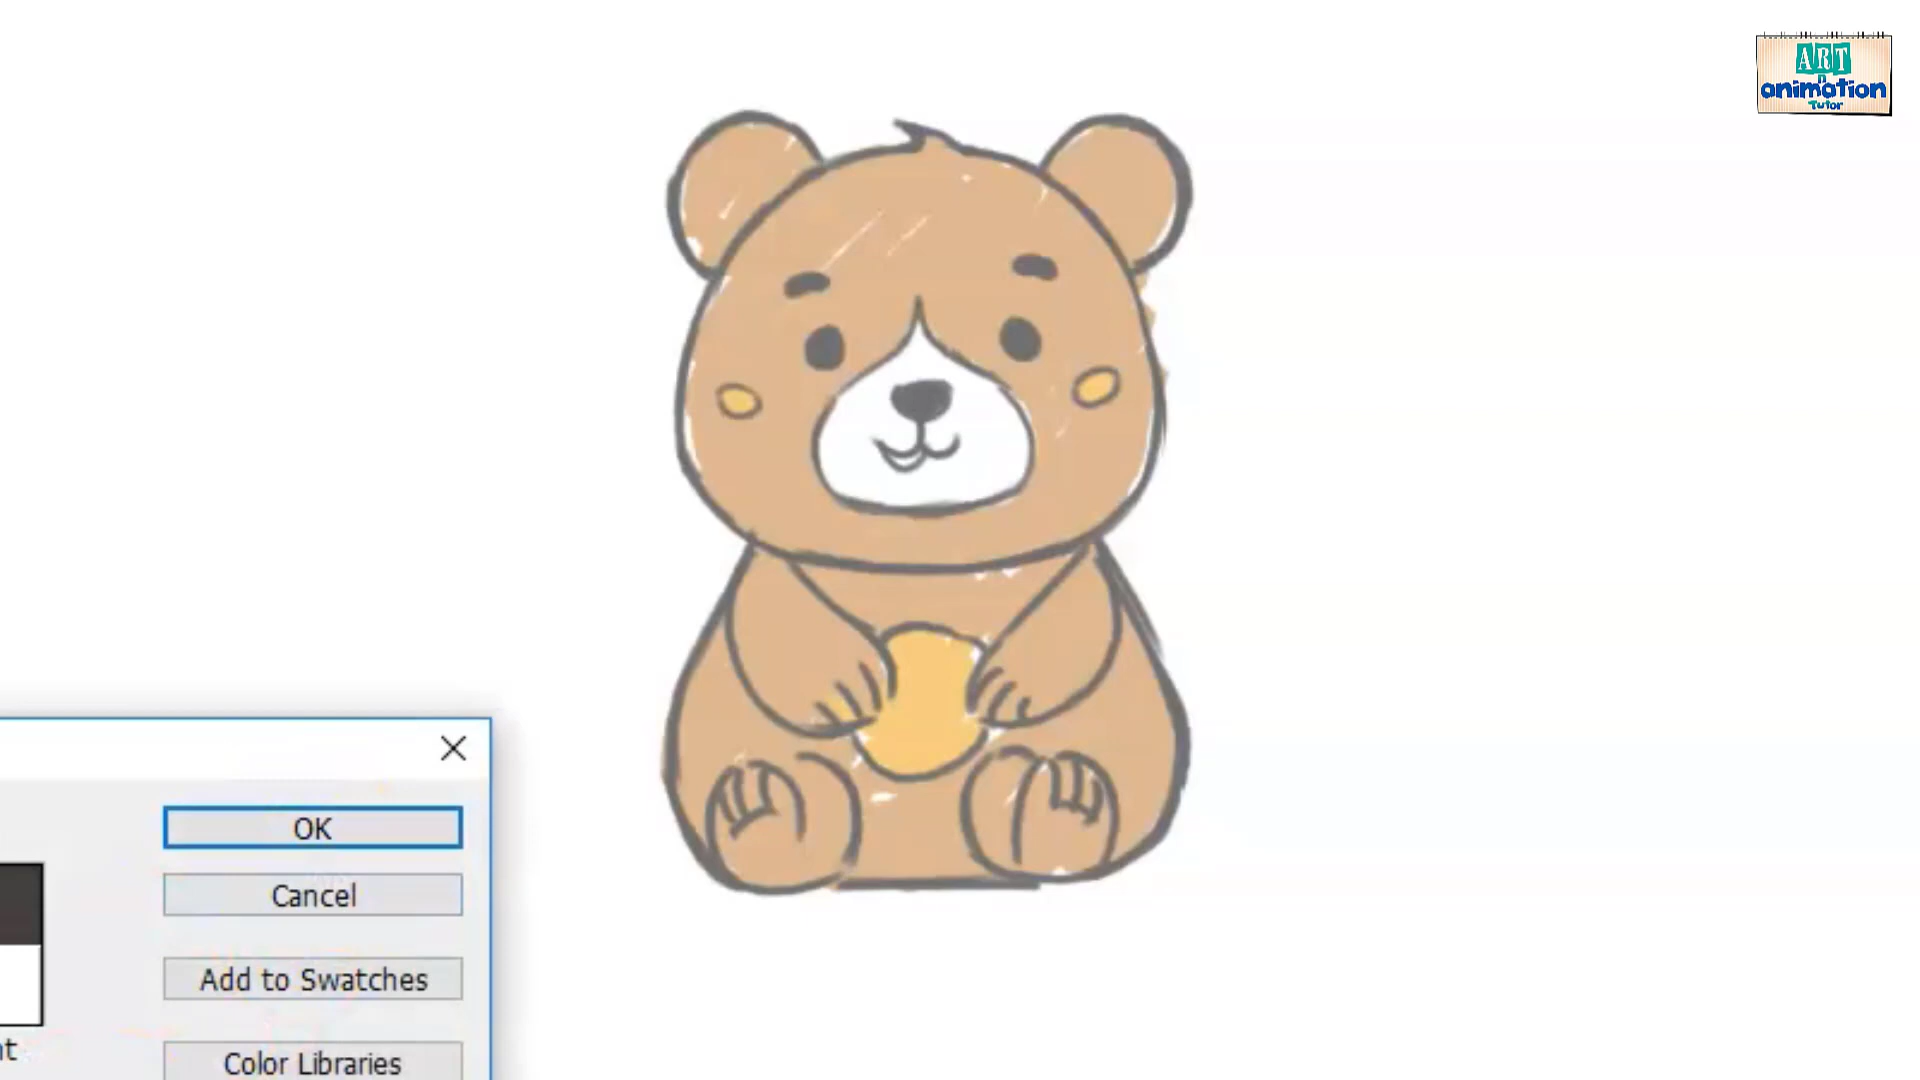 ART
n
animation
Tutor
OK
Cancel
Add to Swatches
Color Libraries